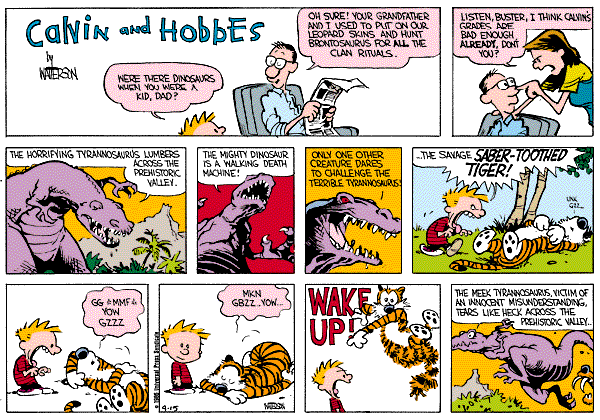 Calvin and Hobbes
by
WATERSON
WERE THERE DINOSAURS
WHEN YOU WERE A
KID, DAD?
OH SURE! YOUR GRANDFATHER
AND I USED TO PUT ON OUR
LEOPARD SKINS AND HUNT
BRONTOSAURUS FOR ALL THE
CLAN RITUALS.
LISTEN, BUSTER, I THINK CALVIN'S
GRADES ARE
BAD ENOUGH
ALREADY, DON'T
YOU?
THE HORRIFYING TYRANNOSAURUS LUMBERS
ACROSS THE
PREHISTORIC
VALLEY.
THE MIGHTY DINOSAUR
IS A WALKING DEATH
MACHINE!
ONLY ONE OTHER
CREATURE DARES
TO CHALLENGE THE
TERRIBLE TYRANNOSAURUS!
...THE SAVAGE SABER-TOOTHED
TIGER!
GZZ
GG *MMF*
YOW
GZZZ
MKN
GBZZ..YOW...
4-15
WATERSON
WAKE
UP!
THE MEEK TYRANNOSAURUS, VICTIM OF
AN INNOCENT MISUNDERSTANDING,
TEARS LIKE HECK ACROSS THE
PREHISTORIC VALLEY..